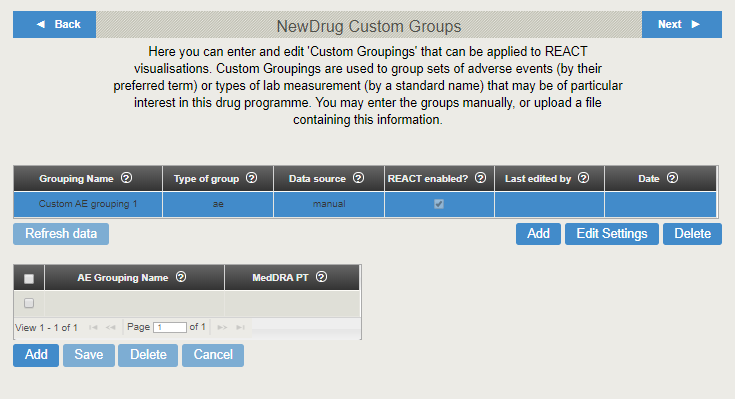 ◄ Back
NewDrug Custom Groups
Next ►
Here you can enter and edit 'Custom Groupings' that can be applied to REACT
visualisations. Custom Groupings are used to group sets of adverse events (by their
preferred term) or types of lab measurement (by a standard name) that may be of particular
interest in this drug programme. You may enter the groups manually, or upload a file
containing this information.
Grouping Name ? Type of group ? Data source ? REACT enabled? ? Last edited by ? Date ?
Custom AE grouping 1 ae manual
Refresh data Add Edit Settings Delete
AE Grouping Name ? MedDRA PT ?
View 1 - 1 of 1 Page 1 of 1
Add Save Delete Cancel